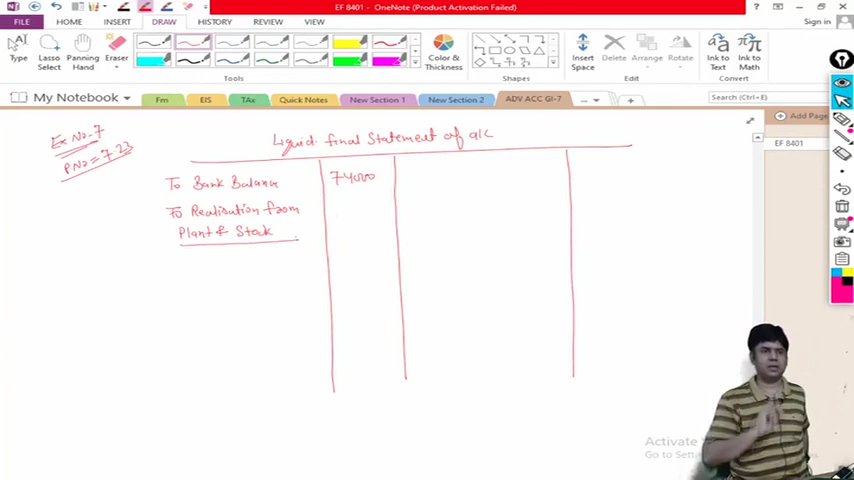 EF 8401 - OneNote (Product Activation Failed)
FILE HOME INSERT DRAW HISTORY REVIEW VIEW Sign in
Type Lasso Select Panning Hand Eraser Color & Thickness Insert Space Delete Arrange Rotate Ink to Text Ink to Math
Tools Shapes Edit Convert
My Notebook Fm EIS TAx Quick Notes New Section 1 New Section 2 ADV ACC GI-7 ... + Search (Ctrl+E)
Add Page
EF 8401
Ex No-7
P.No = 7.23
Liquid. final Statement of a/c
To Bank Balance 74000
To Realisation from
Plant & Stock
Activate
Go to Setti